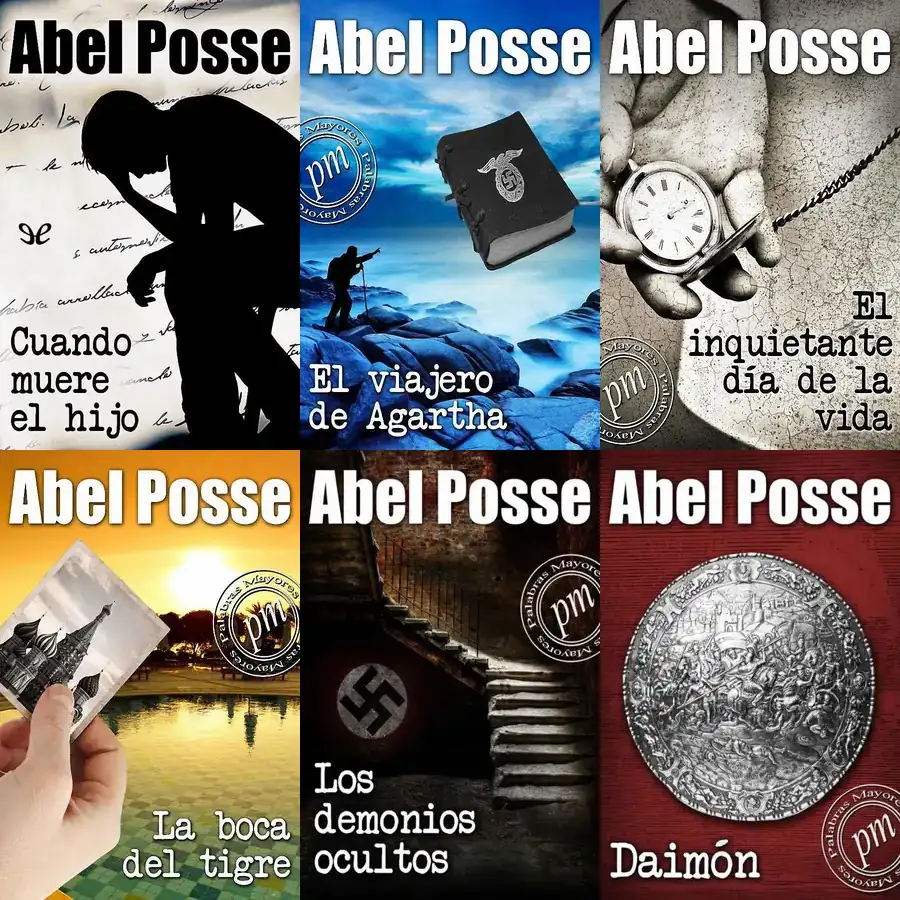 Abel Posse
Cuando
muere
el hijo
Abel Posse
Palabras Mayores
pm
El viajero
de Agartha
Abel Posse
Palabras Mayores
pm
El
inquietante
día de la
vida
Abel Posse
Palabras Mayores
pm
La boca
del tigre
Abel Posse
Palabras Mayores
pm
Los
demonios
ocultos
Abel Posse
Palabras Mayores
pm
Daimón